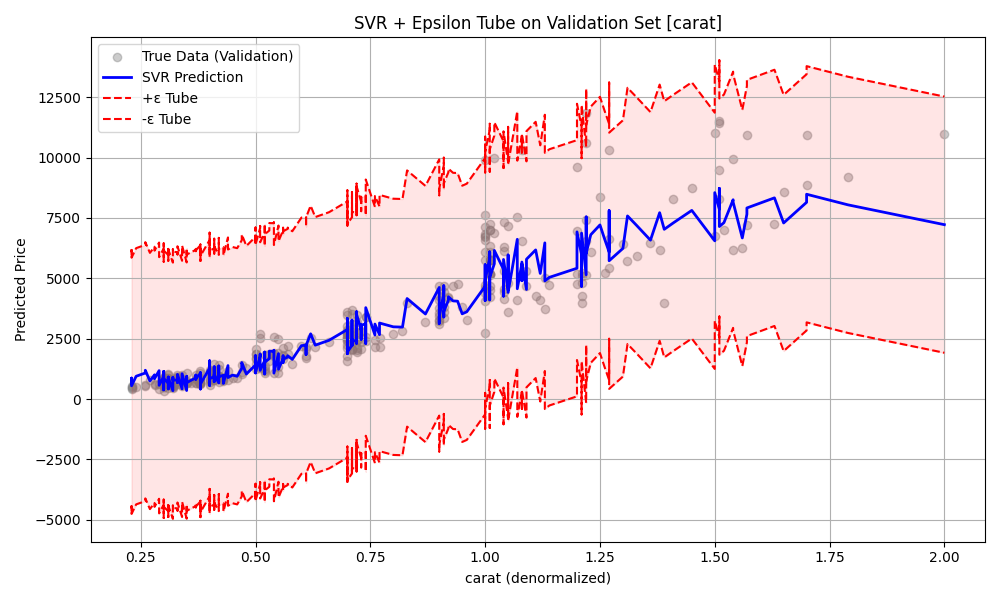 SVR + Epsilon Tube on Validation Set [carat]
True Data (Validation)
SVR Prediction
+ε Tube
-ε Tube
Predicted Price
12500
10000
7500
5000
2500
0
−2500
−5000
0.25 0.50 0.75 1.00 1.25 1.50 1.75 2.00
carat (denormalized)